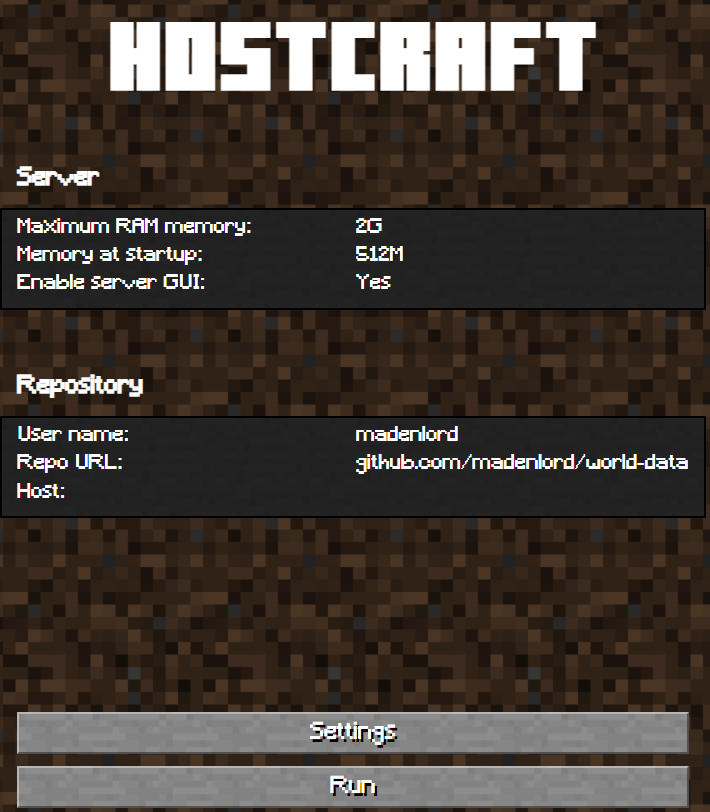 HOSTCRAFT
Server
Maximum RAM memory: 2G
Memory at startup: 512M
Enable server GUI: Yes
Repository
User name: madenlord
Repo URL: github.com/madenlord/world-data
Host:
Settings
Run